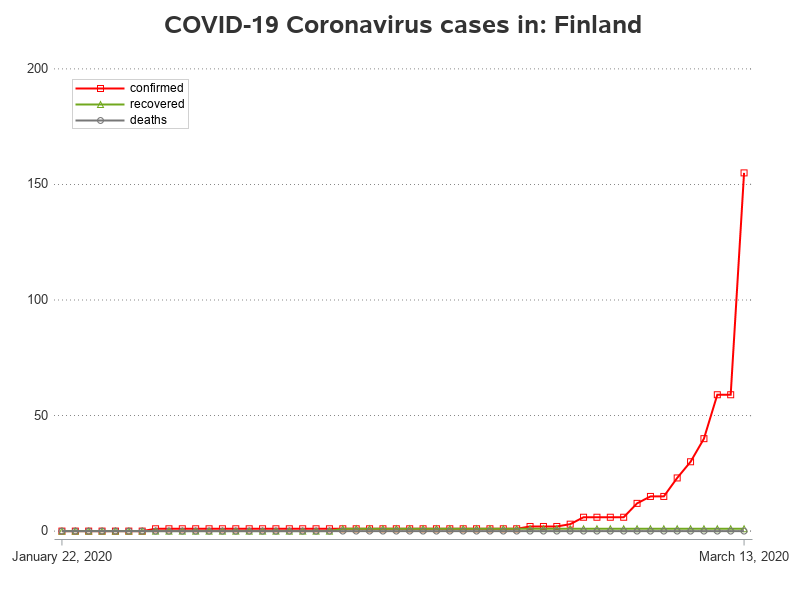 COVID-19 Coronavirus cases in: Finland
200
confirmed
recovered
deaths
150
100
50
0
January 22, 2020 March 13, 2020